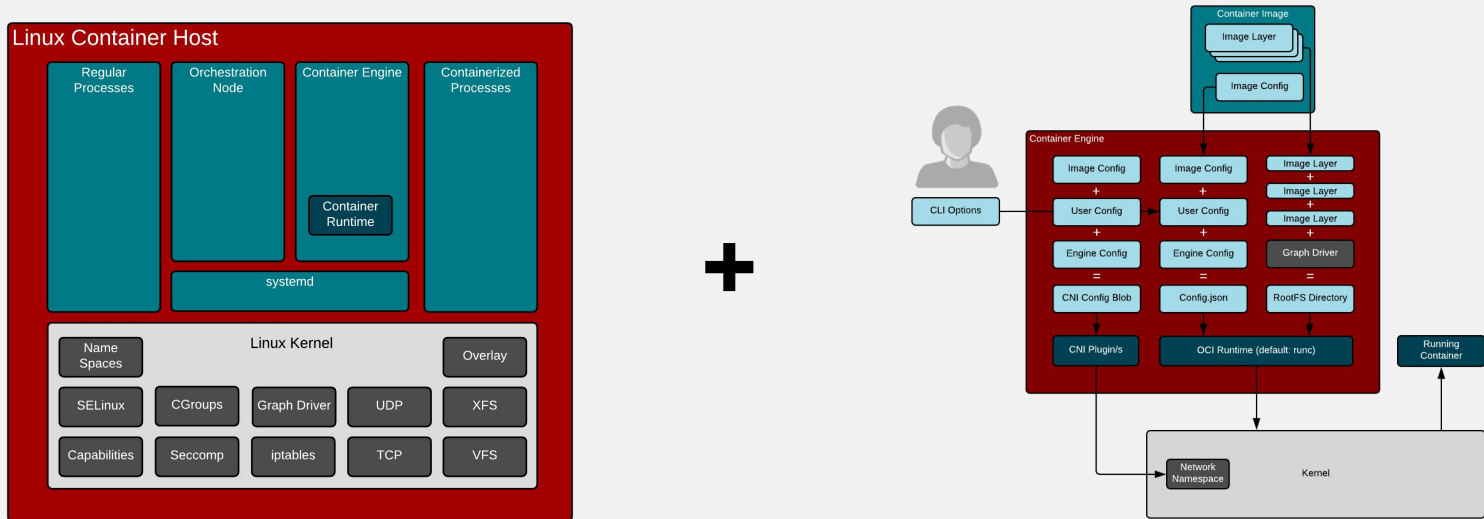 Linux Container Host
Regular
Processes
Orchestration
Node
Container Engine
Containerized
Processes
Container
Runtime
systemd
Linux Kernel
Name
Spaces
Overlay
SELinux
CGroups
Graph Driver
UDP
XFS
Capabilities
Seccomp
iptables
TCP
VFS
+
Container Image
Image Layer
Image Config
Container Engine
CLI Options
Image Config
+
User Config
+
Engine Config
=
CNI Config Blob
CNI Plugin/s
Image Config
+
User Config
+
Engine Config
=
Config.json
Image Layer
+
Image Layer
+
Image Layer
+
Graph Driver
=
RootFS Directory
OCI Runtime (default: runc)
Running
Container
Network
Namespace
Kernel